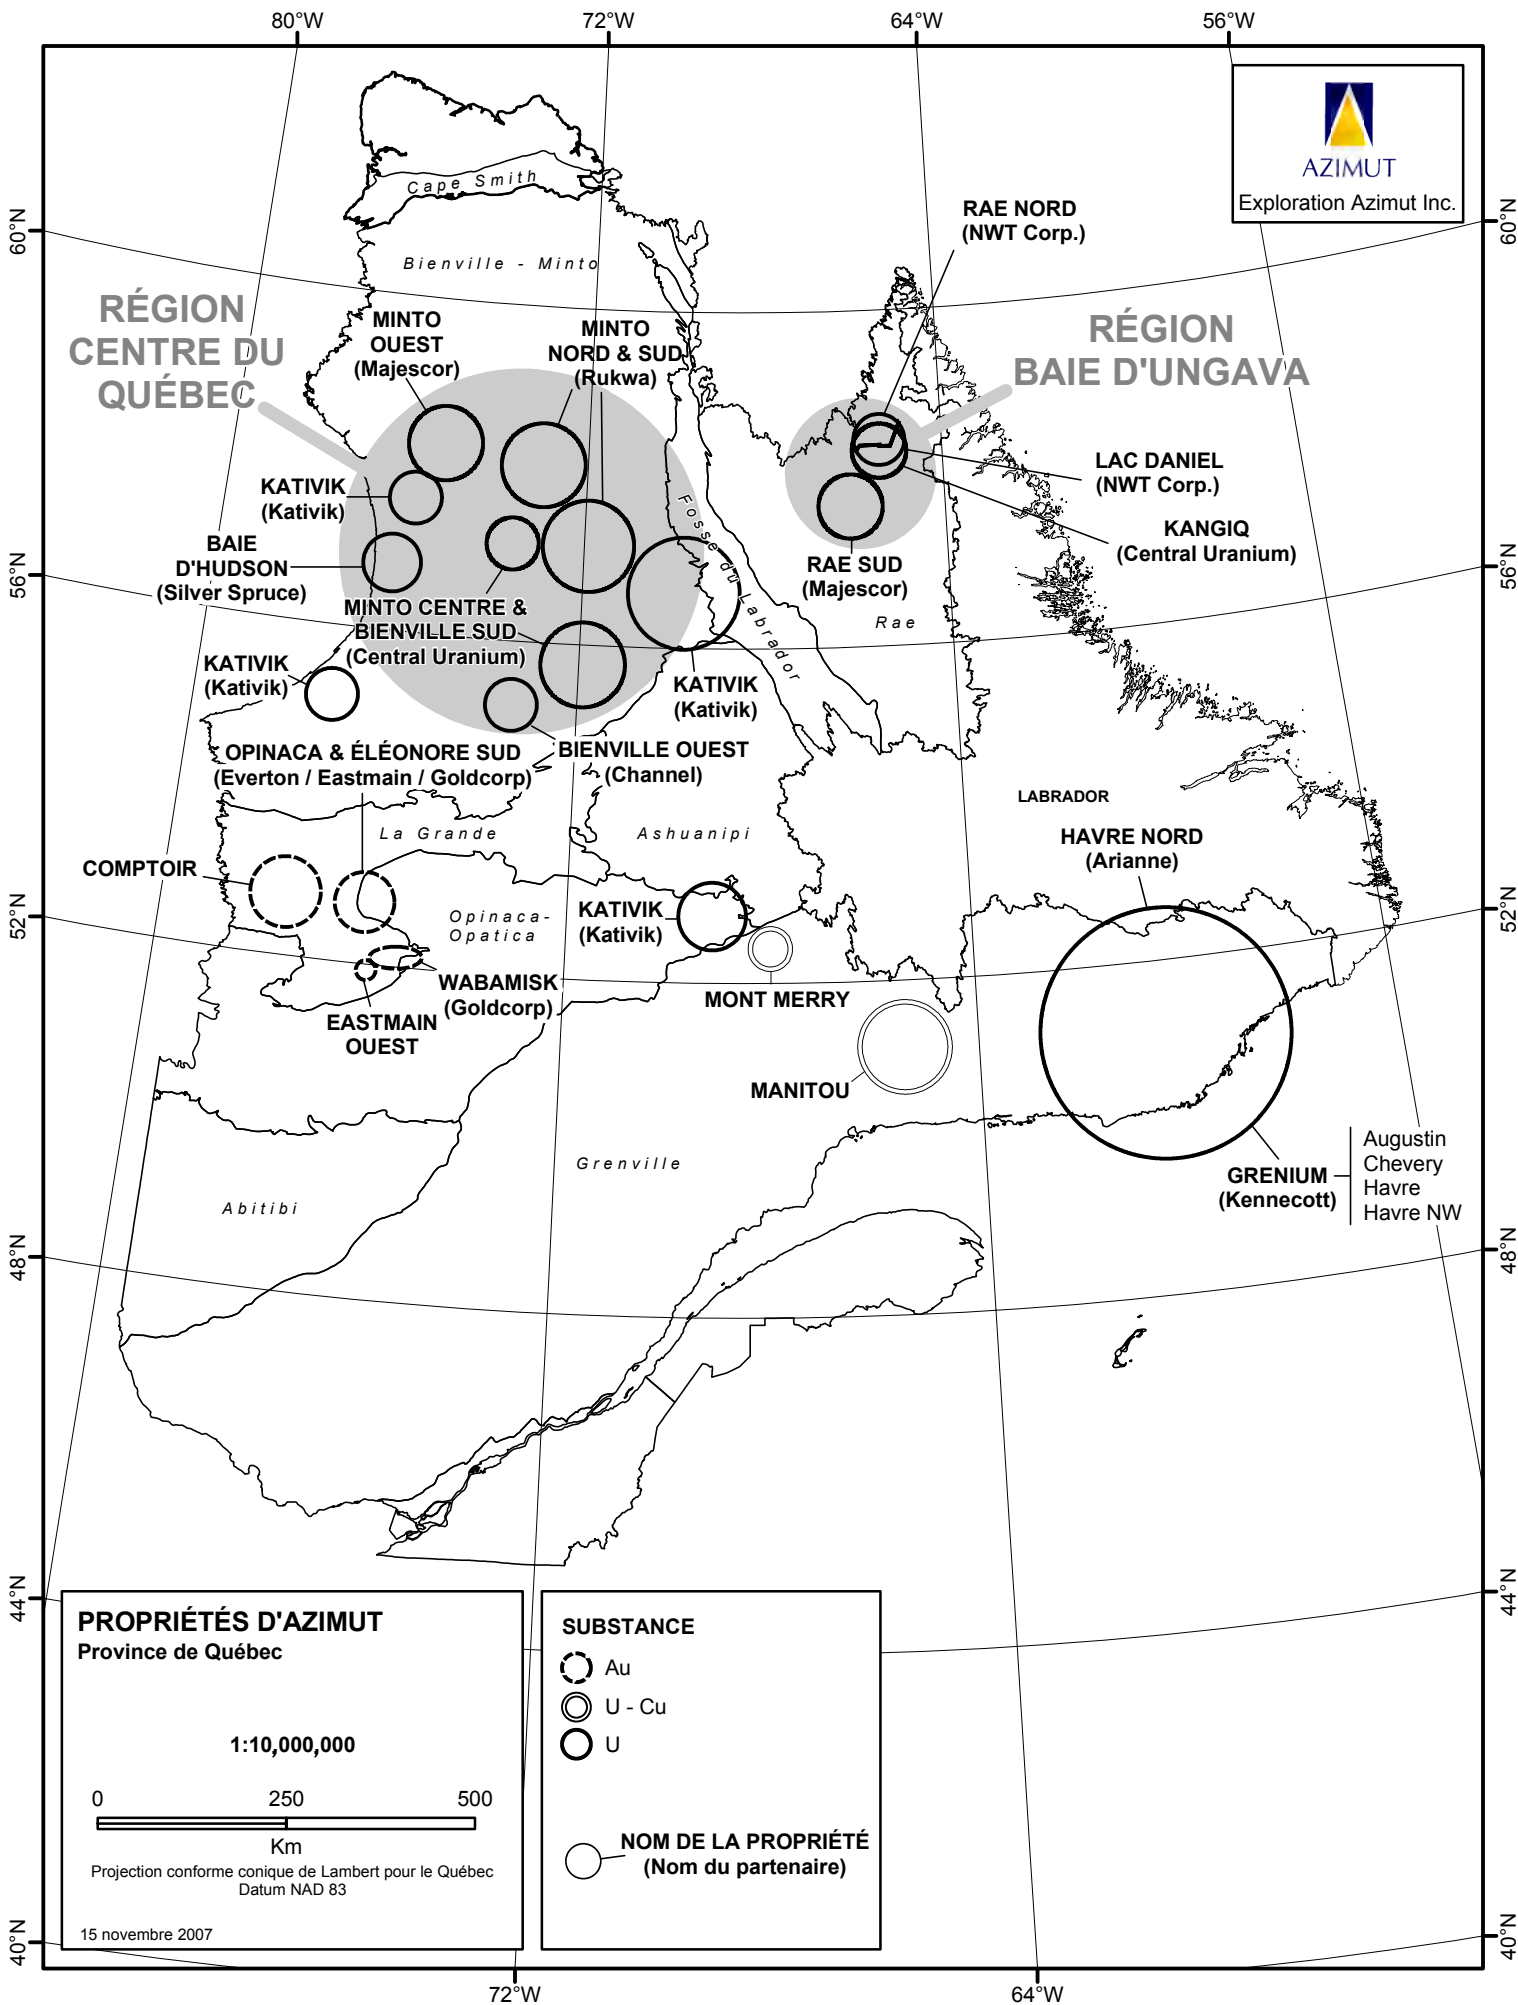 80°W
72°W
64°W
56°W
60°N
56°N
52°N
48°N
44°N
40°N
60°N
56°N
52°N
48°N
44°N
40°N
72°W
64°W
AZIMUT
Exploration Azimut Inc.
Cape Smith
Bienville - Minto
RÉGION
CENTRE DU
QUÉBEC
MINTO
OUEST
(Majescor)
MINTO
NORD & SUD
(Rukwa)
RAE NORD
(NWT Corp.)
RÉGION
BAIE D'UNGAVA
LAC DANIEL
(NWT Corp.)
KANGIQ
(Central Uranium)
RAE SUD
(Majescor)
Rae
KATIVIK
(Kativik)
BAIE
D'HUDSON
(Silver Spruce)
MINTO CENTRE &
BIENVILLE SUD
(Central Uranium)
Fosse du Labrador
KATIVIK
(Kativik)
KATIVIK
(Kativik)
OPINACA & ÉLÉONORE SUD
(Everton / Eastmain / Goldcorp)
BIENVILLE OUEST
(Channel)
La Grande
Ashuanipi
LABRADOR
HAVRE NORD
(Arianne)
COMPTOIR
Opinaca-
Opatica
KATIVIK
(Kativik)
WABAMISK
(Goldcorp)
EASTMAIN
OUEST
MONT MERRY
MANITOU
Grenville
Abitibi
GRENIUM
(Kennecott)
Augustin
Chevery
Havre
Havre NW
PROPRIÉTÉS D'AZIMUT
Province de Québec
1:10,000,000
0 250 500
Km
Projection conforme conique de Lambert pour le Québec
Datum NAD 83
15 novembre 2007
SUBSTANCE
Au
U - Cu
U
NOM DE LA PROPRIÉTÉ
(Nom du partenaire)